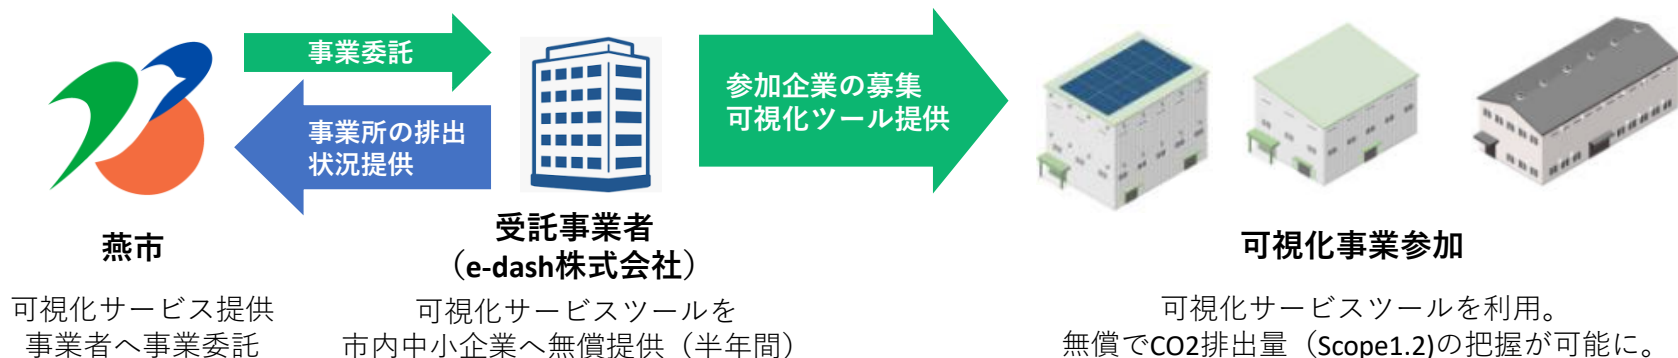 事業委託
事業所の排出
状況提供
参加企業の募集
可視化ツール提供
燕市
可視化サービス提供
事業者へ事業委託
受託事業者
（e-dash株式会社）
可視化サービスツールを
市内中小企業へ無償提供（半年間）
可視化事業参加
可視化サービスツールを利用。
無償でCO2排出量（Scope1.2)の把握が可能に。